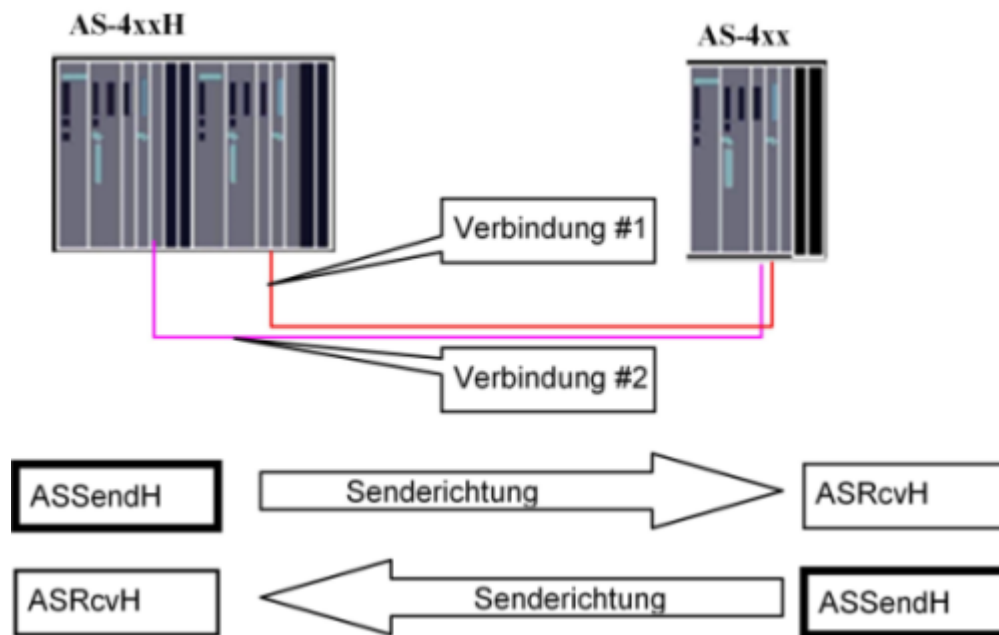 AS-4xxH
AS-4xx
Verbindung #1
Verbindung #2
ASSendH
Senderichtung
ASRcvH
ASRcvH
Senderichtung
ASSendH